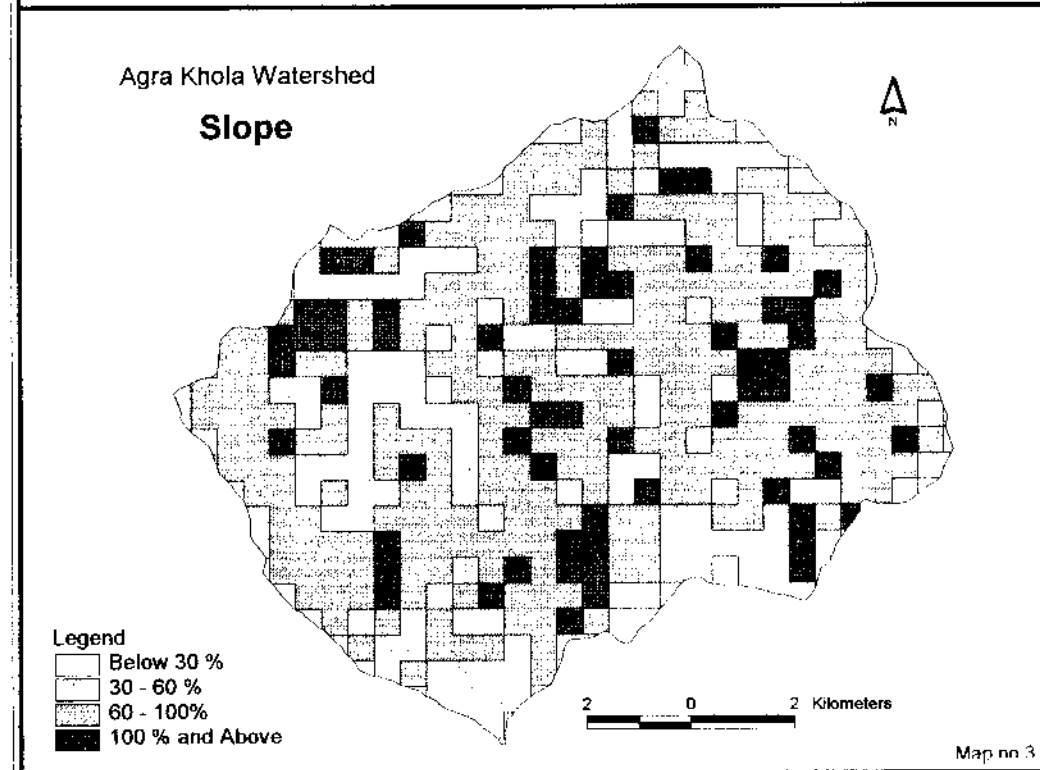 Agra Khola Watershed
Slope
N
Legend
Below 30 %
30 - 60 %
60 - 100%
100 % and Above
2 0 2 Kilometers
Map no 3